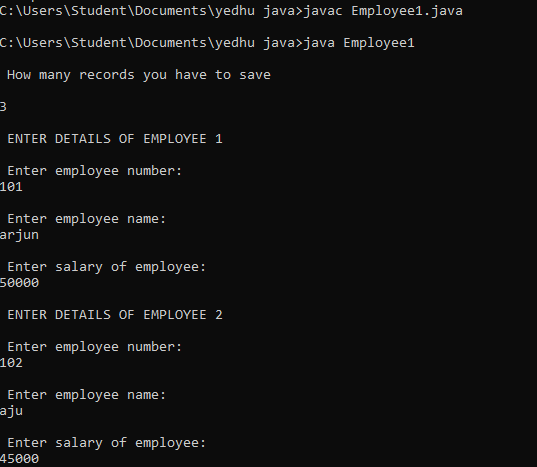 C:\Users\Student\Documents\yedhu java>javac Employee1.java
C:\Users\Student\Documents\yedhu java>java Employee1
How many records you have to save
3
ENTER DETAILS OF EMPLOYEE 1
Enter employee number:
101
Enter employee name:
arjun
Enter salary of employee:
50000
ENTER DETAILS OF EMPLOYEE 2
Enter employee number:
102
Enter employee name:
aju
Enter salary of employee:
45000